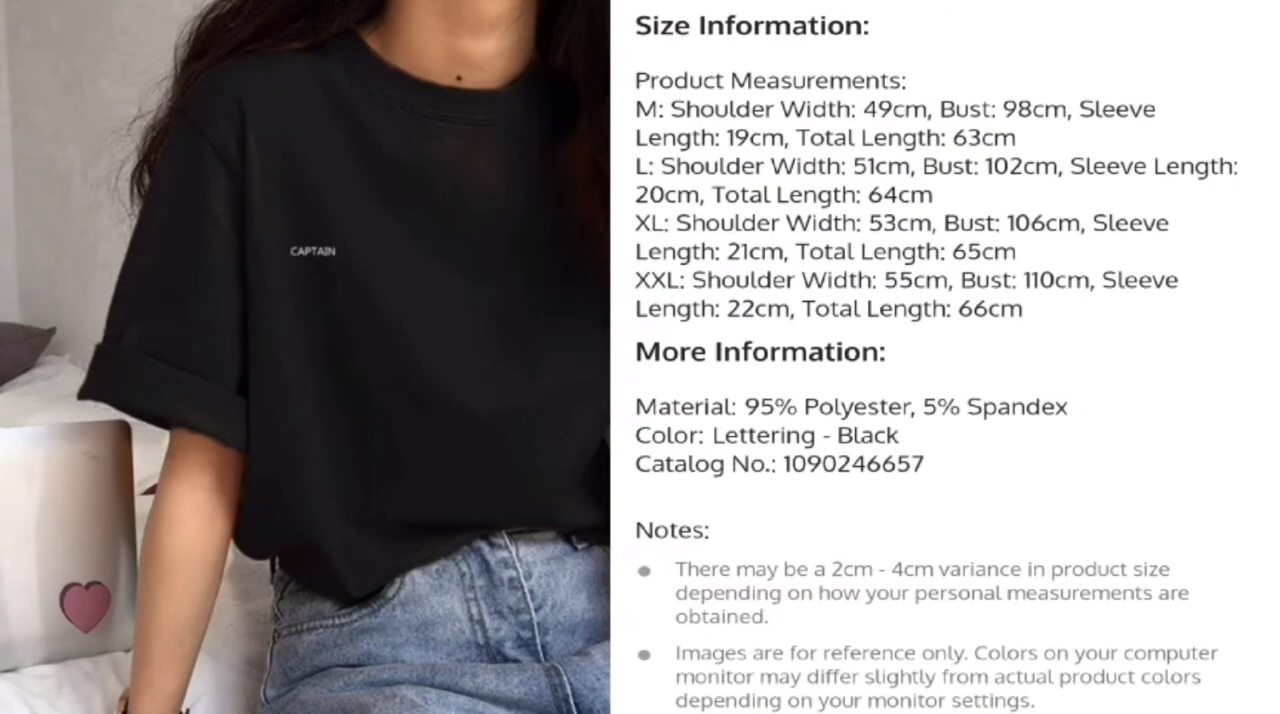 CAPTAIN
Size Information:
Product Measurements:
M: Shoulder Width: 49cm, Bust: 98cm, Sleeve
Length: 19cm, Total Length: 63cm
L: Shoulder Width: 51cm, Bust: 102cm, Sleeve Length:
20cm, Total Length: 64cm
XL: Shoulder Width: 53cm, Bust: 106cm, Sleeve
Length: 21cm, Total Length: 65cm
XXL: Shoulder Width: 55cm, Bust: 110cm, Sleeve
Length: 22cm, Total Length: 66cm
More Information:
Material: 95% Polyester, 5% Spandex
Color: Lettering - Black
Catalog No.: 1090246657
Notes:
There may be a 2cm - 4cm variance in product size
depending on how your personal measurements are
obtained.
Images are for reference only. Colors on your computer
monitor may differ slightly from actual product colors
depending on your monitor settings.